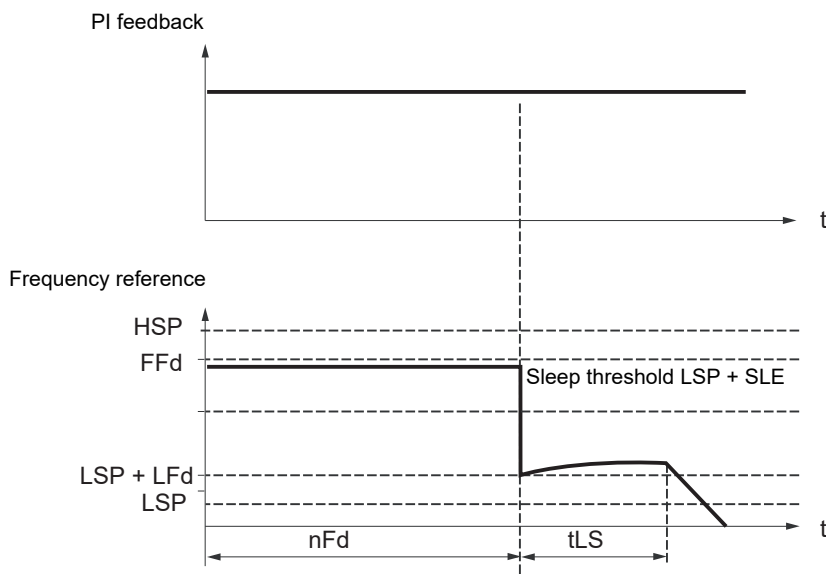 PI feedback
t
Frequency reference
HSP
FFd
Sleep threshold LSP + SLE
LSP + LFd
LSP
t
nFd
tLS